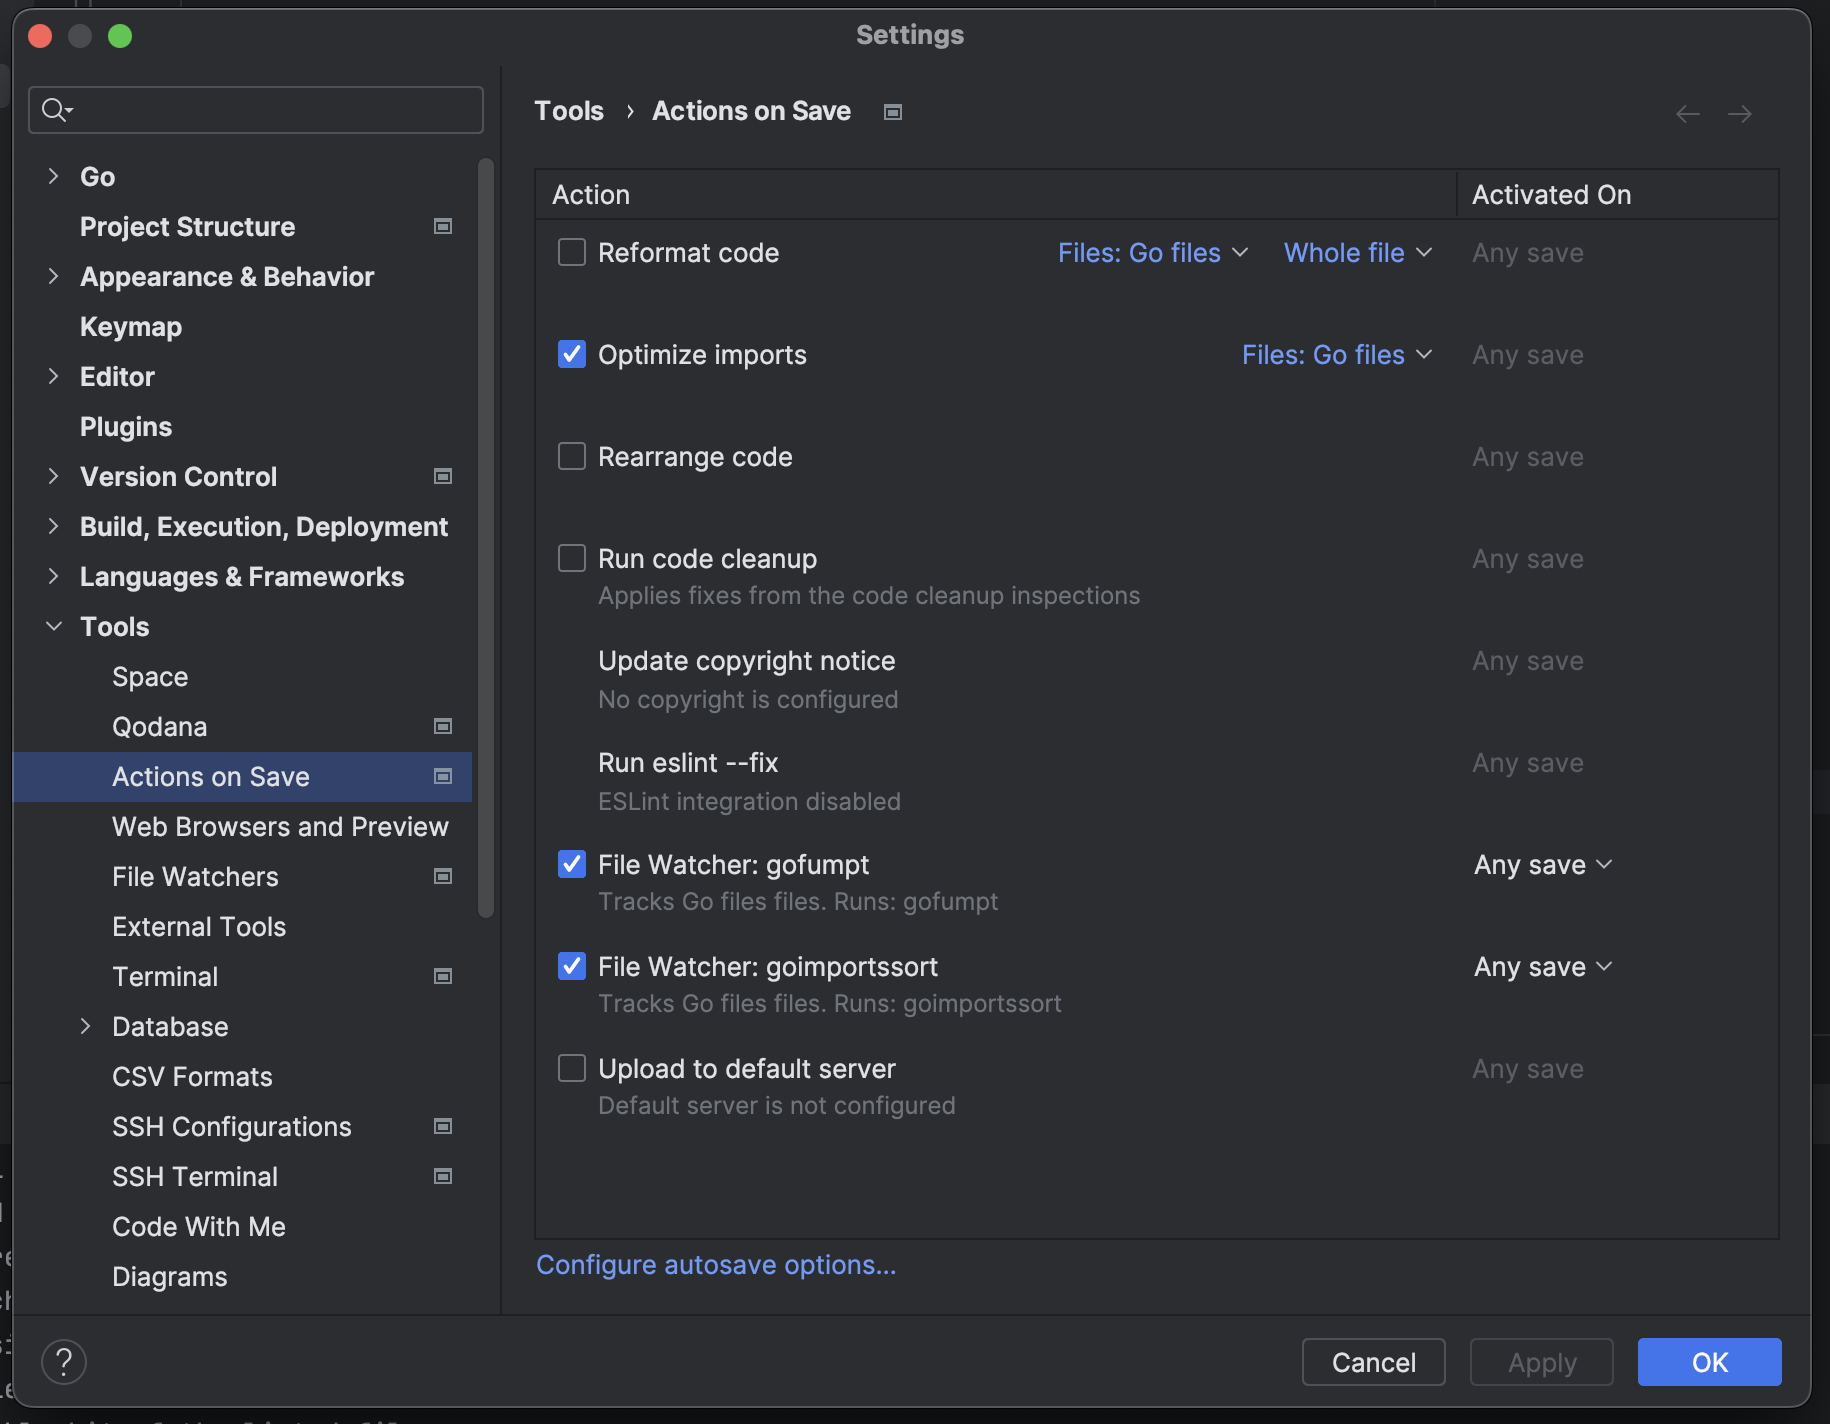 Settings
Tools › Actions on Save
Go
Project Structure
Appearance & Behavior
Keymap
Editor
Plugins
Version Control
Build, Execution, Deployment
Languages & Frameworks
Tools
Space
Qodana
Actions on Save
Web Browsers and Preview
File Watchers
External Tools
Terminal
Database
CSV Formats
SSH Configurations
SSH Terminal
Code With Me
Diagrams
Action Activated On
Reformat code Files: Go files Whole file Any save
Optimize imports Files: Go files Any save
Rearrange code Any save
Run code cleanup Any save
Applies fixes from the code cleanup inspections
Update copyright notice Any save
No copyright is configured
Run eslint --fix Any save
ESLint integration disabled
File Watcher: gofumpt Any save
Tracks Go files files. Runs: gofumpt
File Watcher: goimportssort Any save
Tracks Go files files. Runs: goimportssort
Upload to default server Any save
Default server is not configured
Configure autosave options...
? Cancel Apply OK